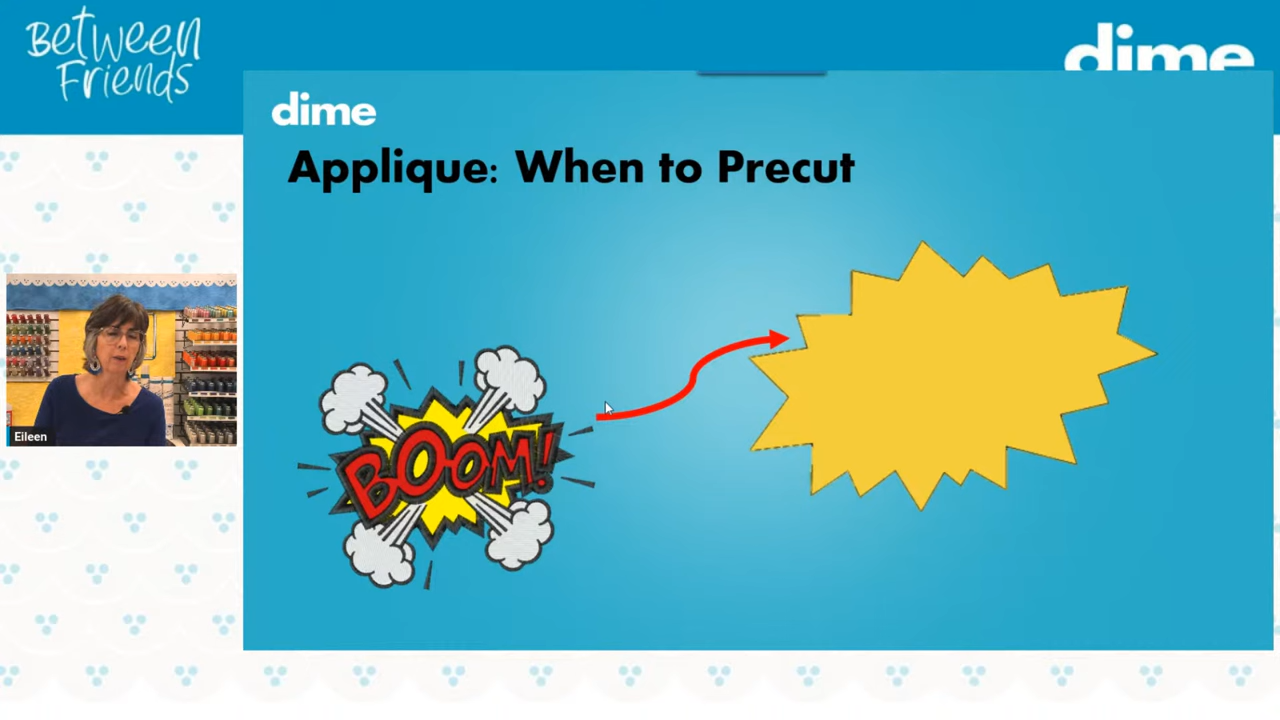 Between
Friends
dime
dime
Applique: When to Precut
BOOM!
Eileen